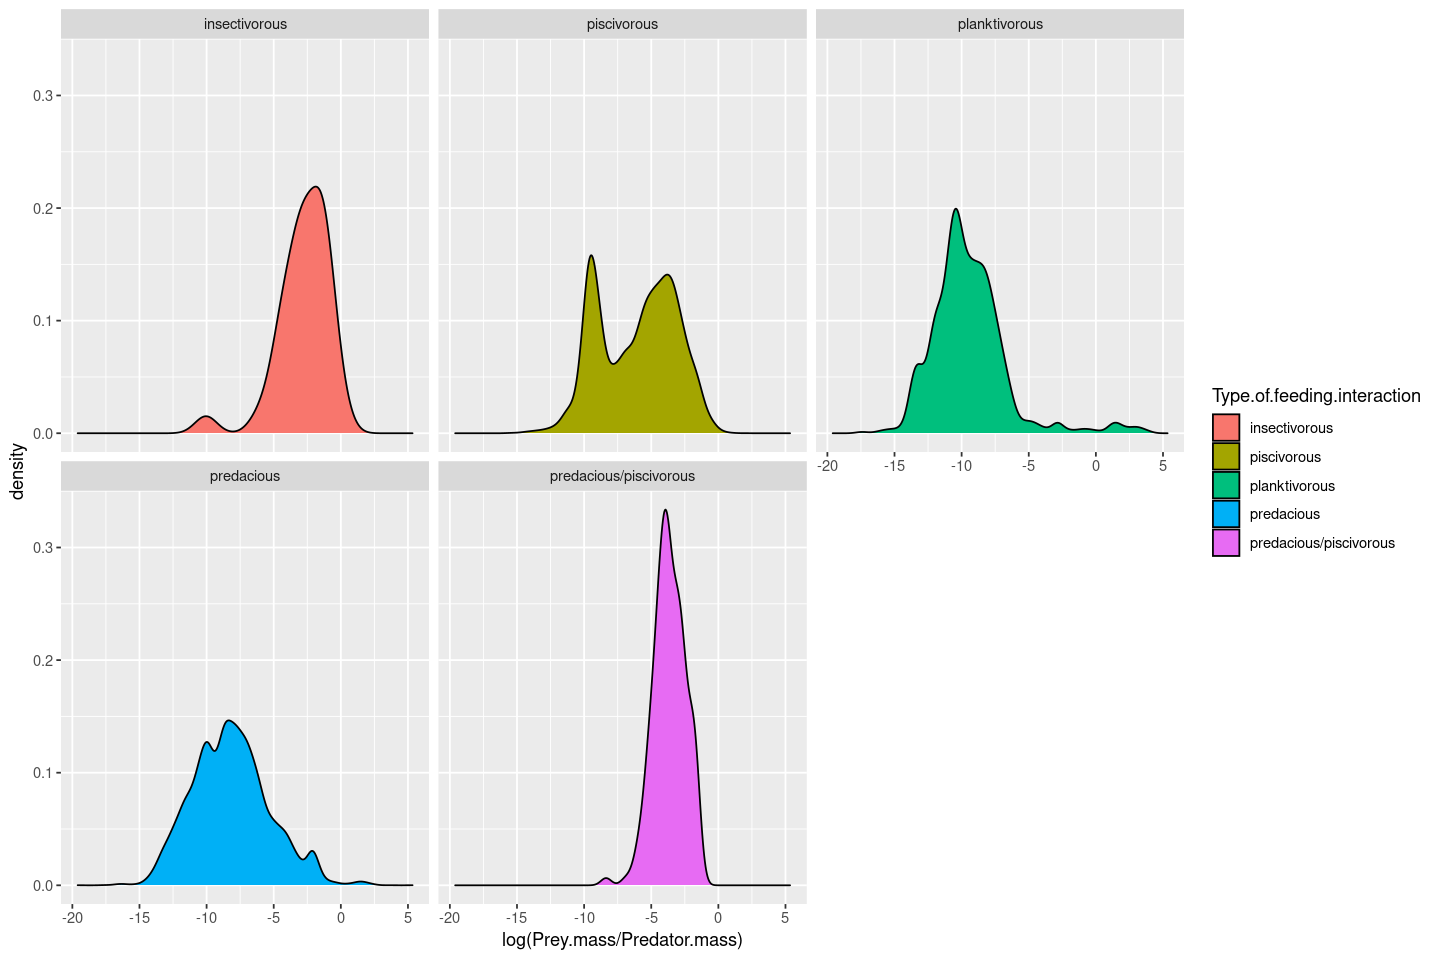 insectivorous piscivorous planktivorous
0.3
0.2
0.1
0.0
-20 -15 -10 -5 0 5
predacious predacious/piscivorous
0.3
0.2
0.1
0.0
-20 -15 -10 -5 0 5 -20 -15 -10 -5 0 5
log(Prey.mass/Predator.mass)
density
Type.of.feeding.interaction
insectivorous
piscivorous
planktivorous
predacious
predacious/piscivorous